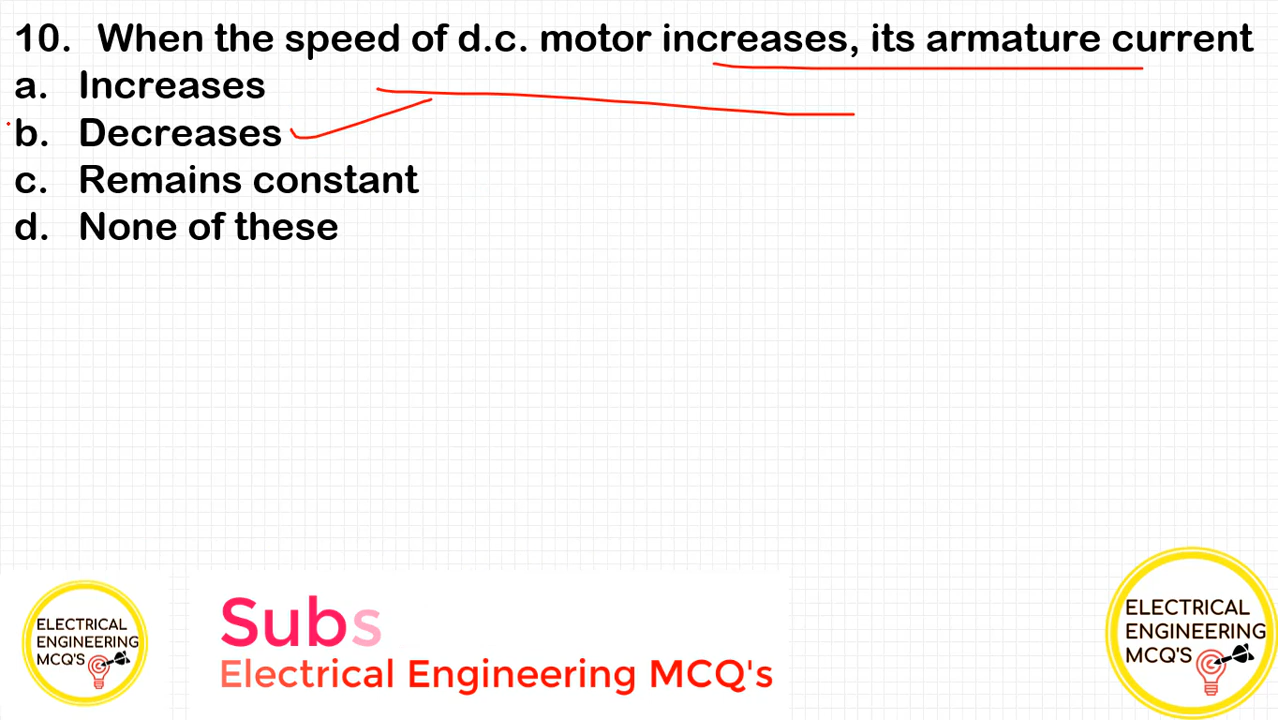 10. When the speed of d.c. motor increases, its armature current
a. Increases
b. Decreases
c. Remains constant
d. None of these
ELECTRICAL
ENGINEERING
MCQ'S
Subs
Electrical Engineering MCQ's
ELECTRICAL
ENGINEERING
MCQ'S